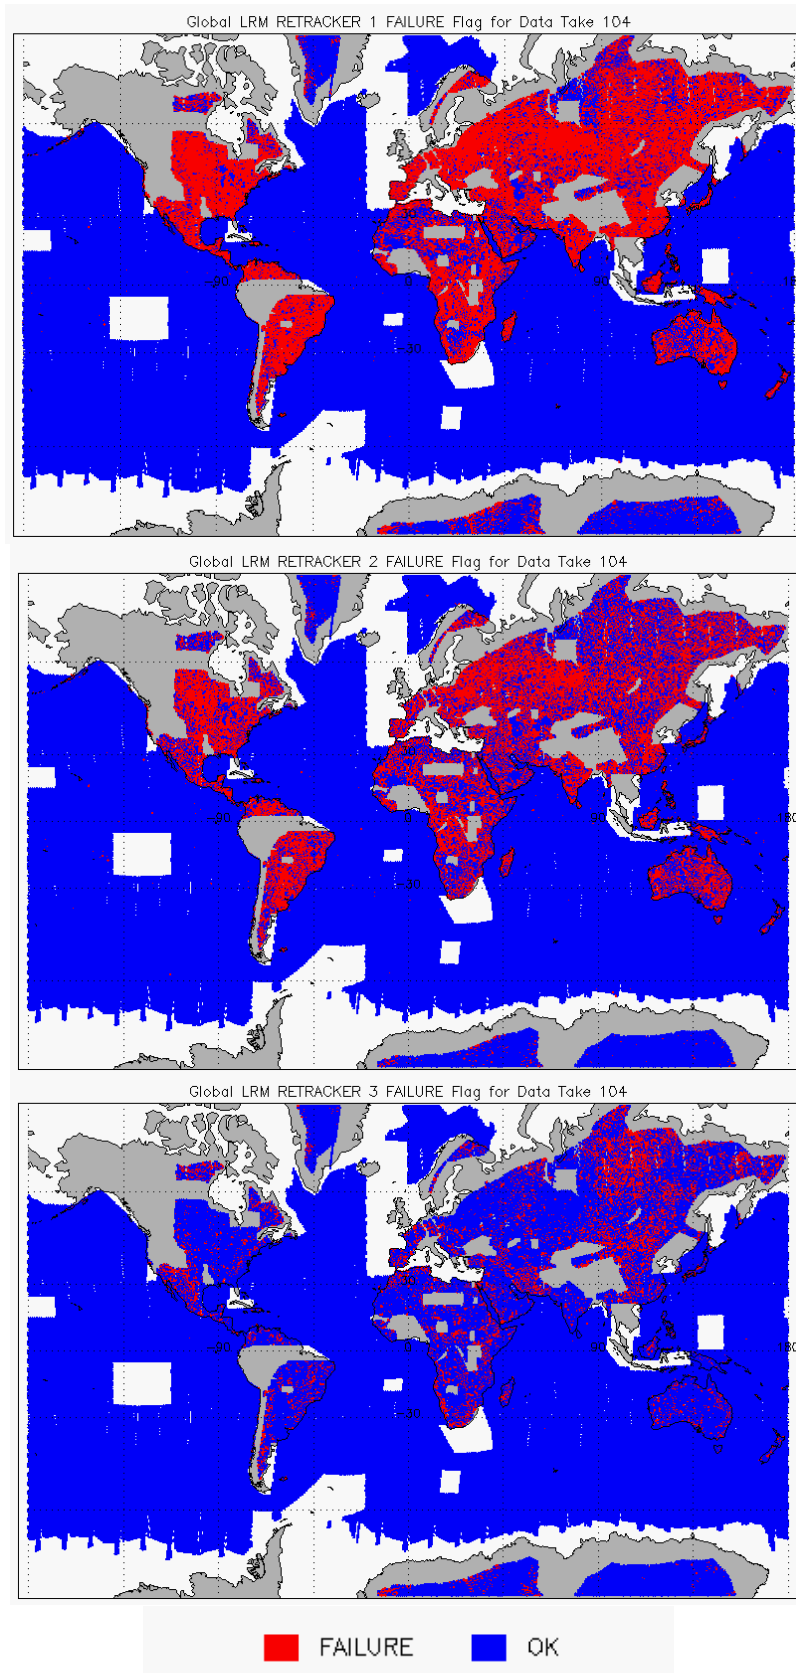 Global LRM RETRACKER 1 FAILURE Flag for Data Take 104
Global LRM RETRACKER 2 FAILURE Flag for Data Take 104
Global LRM RETRACKER 3 FAILURE Flag for Data Take 104
FAILURE OK